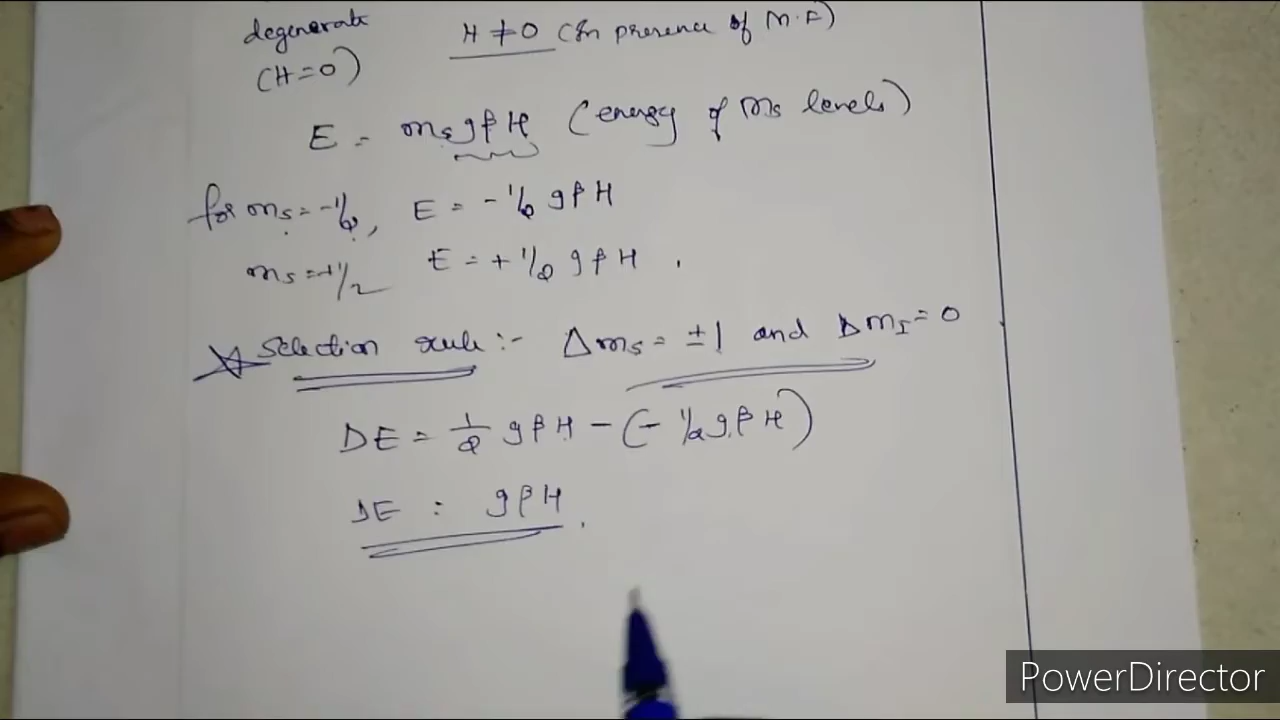 degenerate H ≠ 0 (In presence of M.F)
(H=0)
E = msgβH (energy of ms levels)
for ms = -1/2, E = -1/2 gβH
ms = +1/2 E = + 1/2 gβH .
Selection rule :- Δms = ±1 and ΔmI = 0
ΔE = 1/2 gβH - (- 1/2 gβH)
ΔE = gβH .
PowerDirector